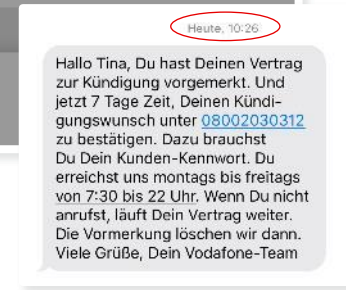 Heute, 10:26
Hallo Tina, Du hast Deinen Vertrag
zur Kündigung vorgemerkt. Und
jetzt 7 Tage Zeit, Deinen Kündi-
gungswunsch unter 08002030312
zu bestätigen. Dazu brauchst
Du Dein Kunden-Kennwort. Du
erreichst uns montags bis freitags
von 7:30 bis 22 Uhr. Wenn Du nicht
anrufst, läuft Dein Vertrag weiter.
Die Vormerkung löschen wir dann.
Viele Grüße, Dein Vodafone-Team